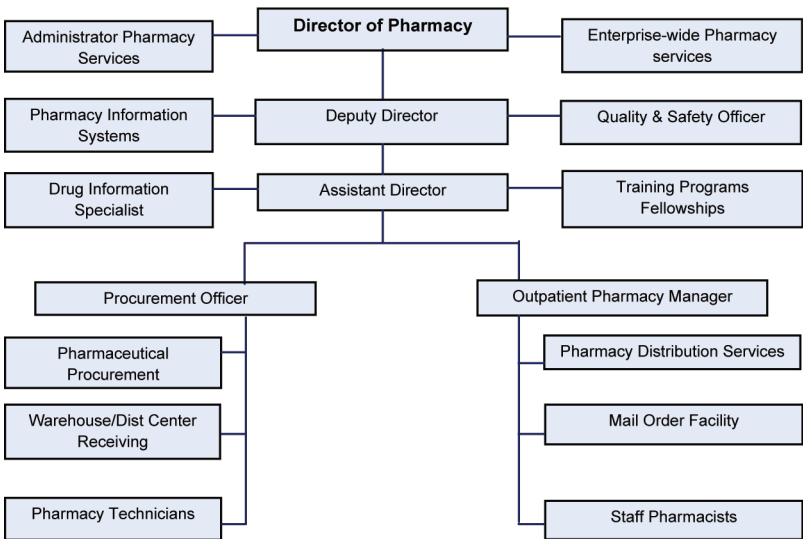 Director of Pharmacy
Administrator Pharmacy
Services
Enterprise-wide Pharmacy
services
Pharmacy Information
Systems
Deputy Director
Quality & Safety Officer
Drug Information
Specialist
Assistant Director
Training Programs
Fellowships
Procurement Officer
Outpatient Pharmacy Manager
Pharmaceutical
Procurement
Pharmacy Distribution Services
Warehouse/Dist Center
Receiving
Mail Order Facility
Pharmacy Technicians
Staff Pharmacists